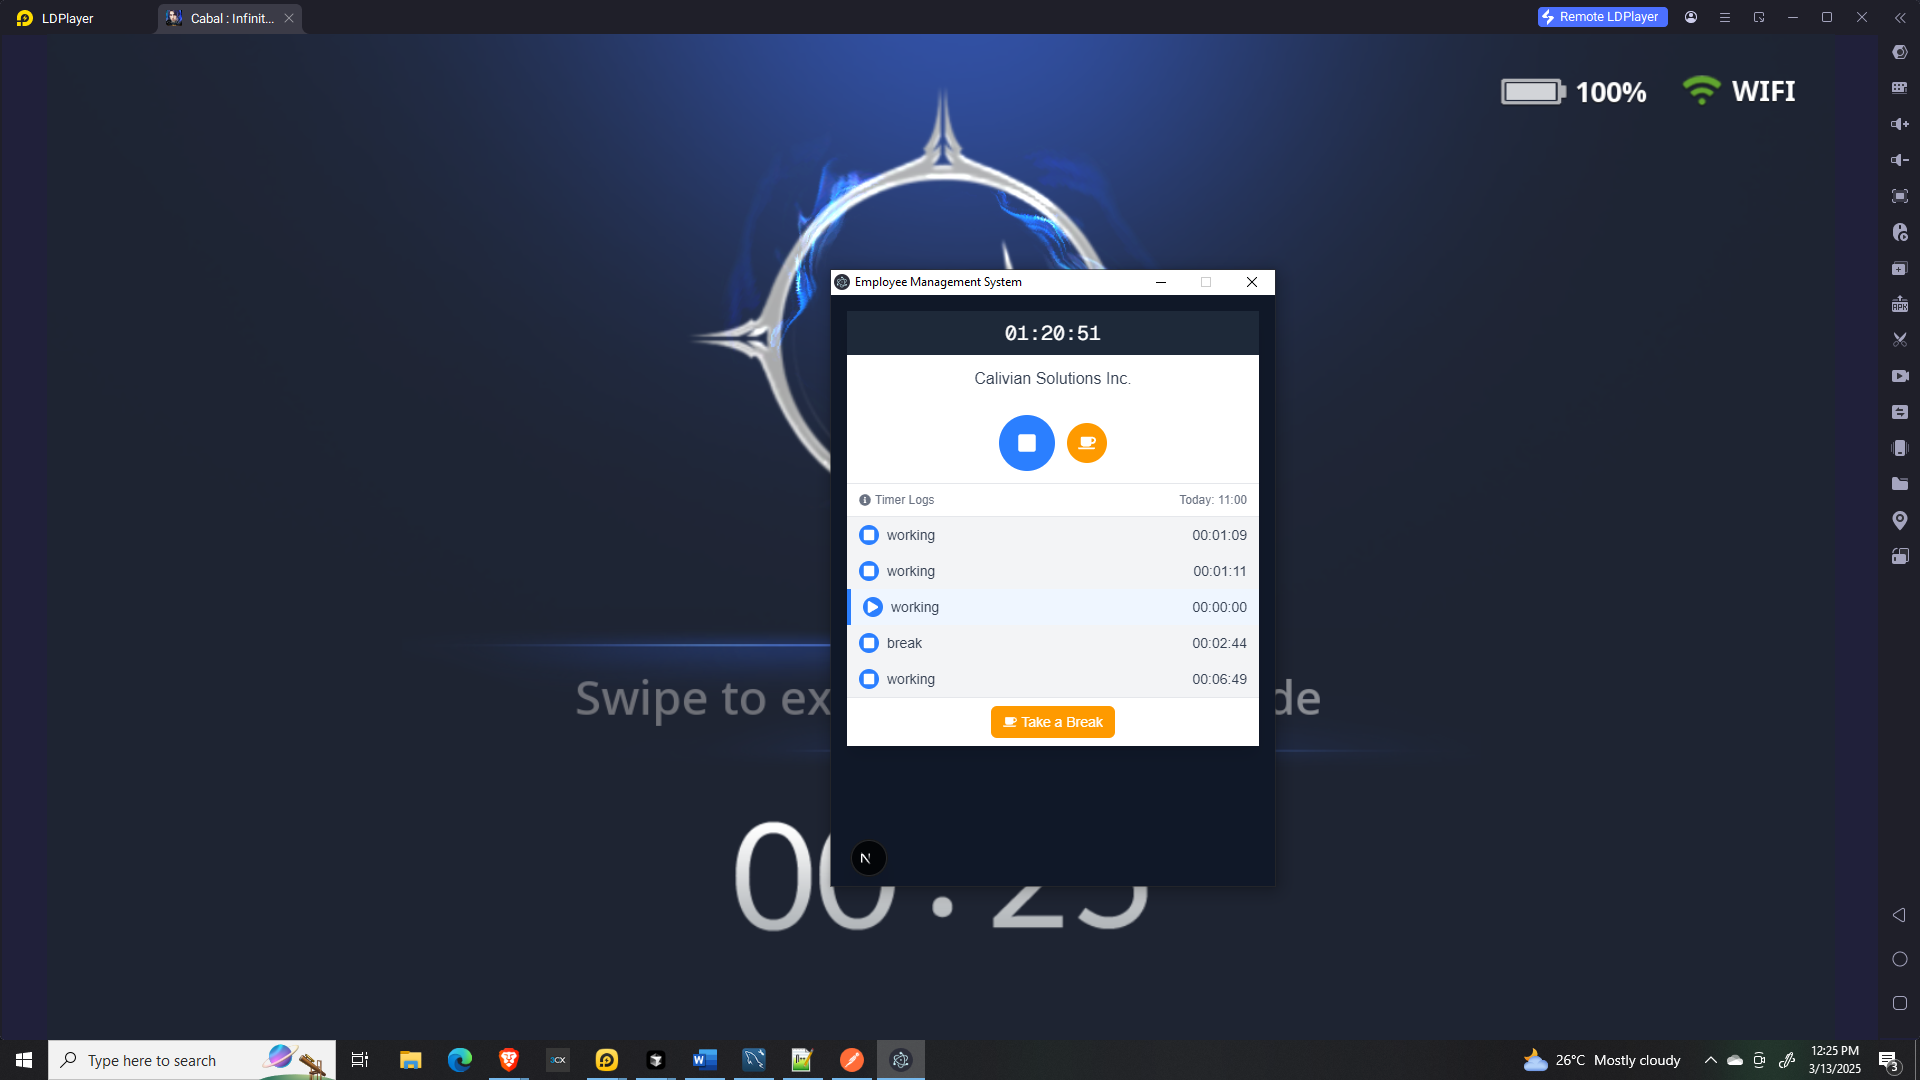 LDPlayer
Cabal : Infinit...
Remote LDPlayer
100%
WIFI
Employee Management System
01:20:51
Calivian Solutions Inc.
Timer Logs
Today: 11:00
working
00:01:09
working
00:01:11
working
00:00:00
break
00:02:44
working
00:06:49
Swipe to ex
de
Take a Break
N
Type here to search
26°C Mostly cloudy
12:25 PM
3/13/2025
3